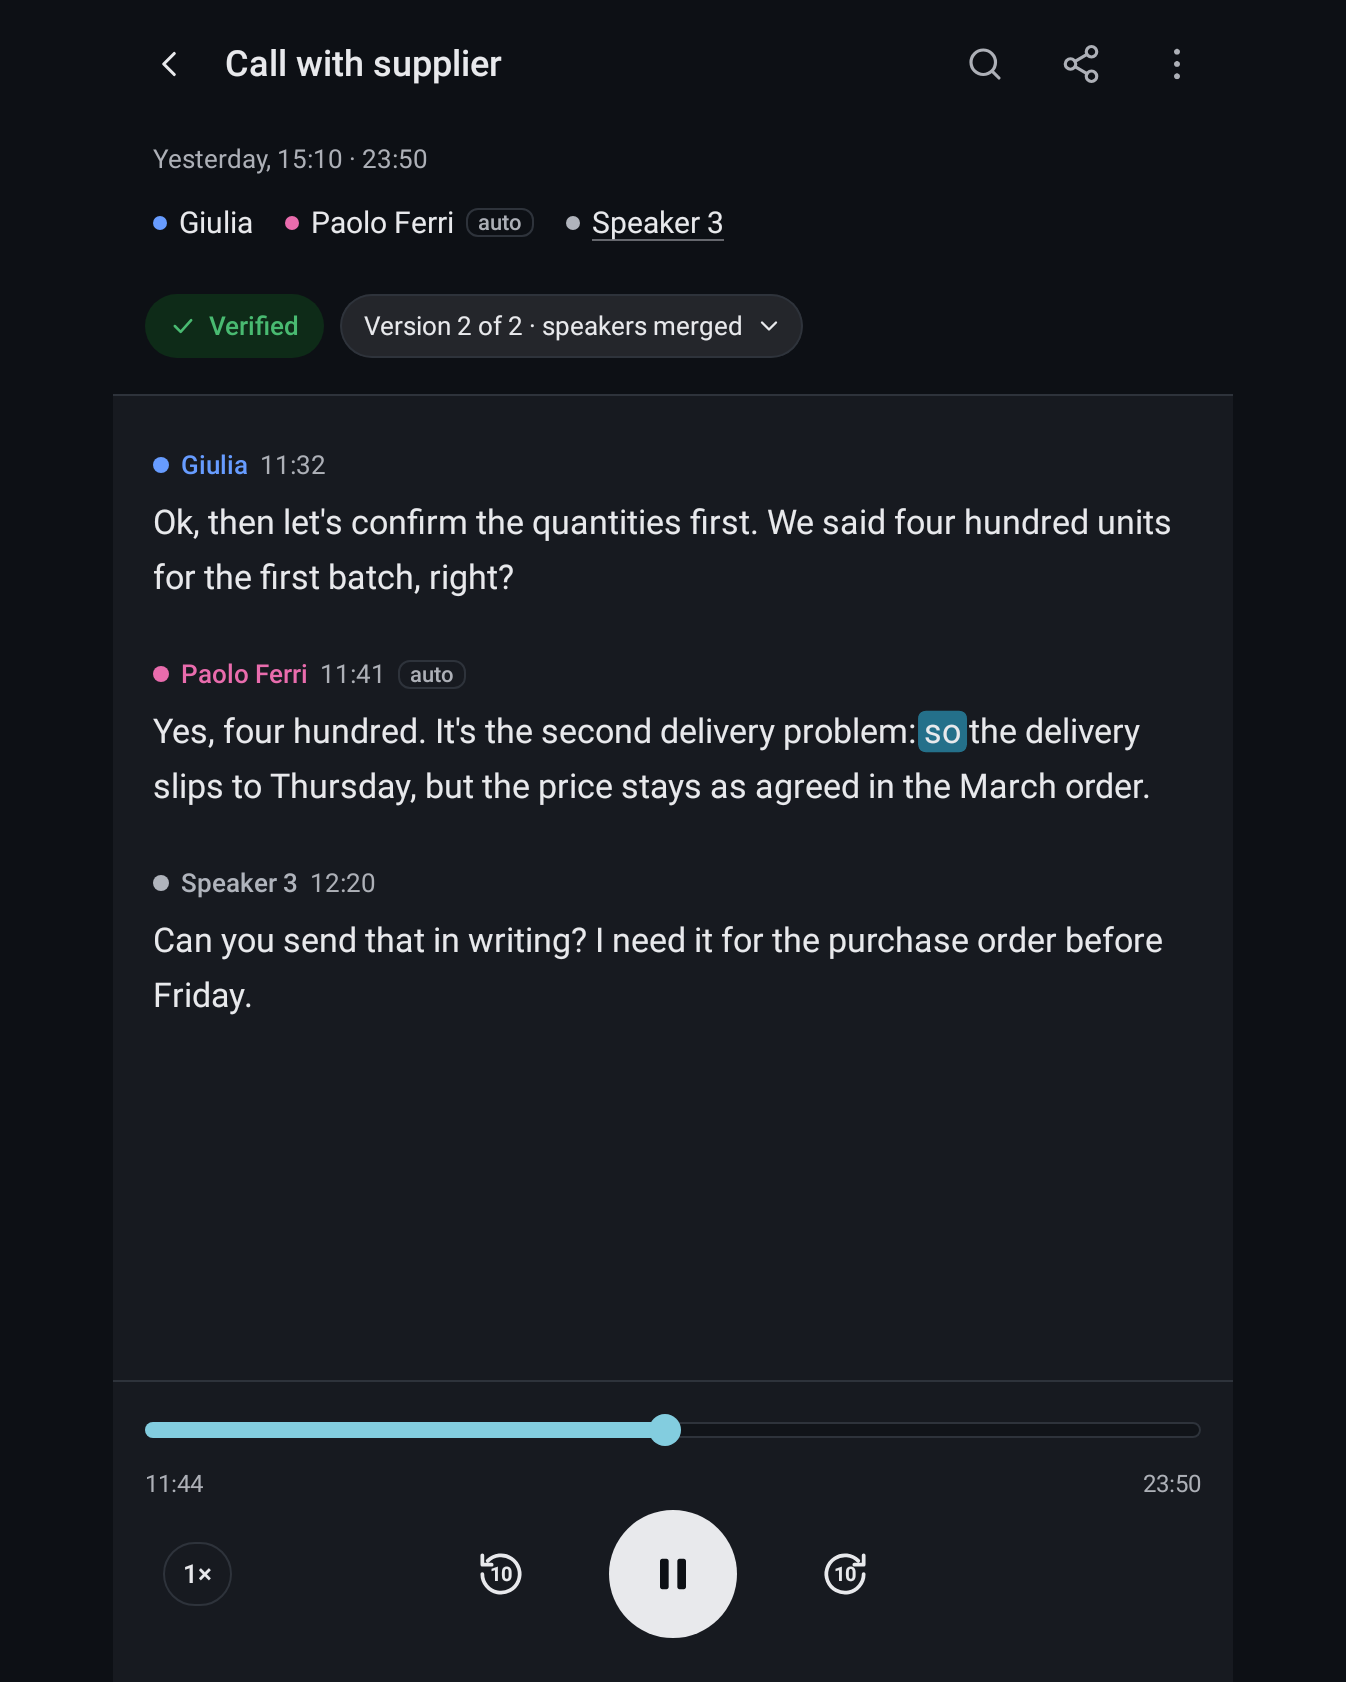 Call with supplier
Yesterday, 15:10 · 23:50
Giulia Paolo Ferri auto Speaker 3
Verified Version 2 of 2 · speakers merged
Giulia 11:32
Ok, then let's confirm the quantities first. We said four hundred units
for the first batch, right?
Paolo Ferri 11:41 auto
Yes, four hundred. It's the second delivery problem: so the delivery
slips to Thursday, but the price stays as agreed in the March order.
Speaker 3 12:20
Can you send that in writing? I need it for the purchase order before
Friday.
11:44 23:50
1× 10 10